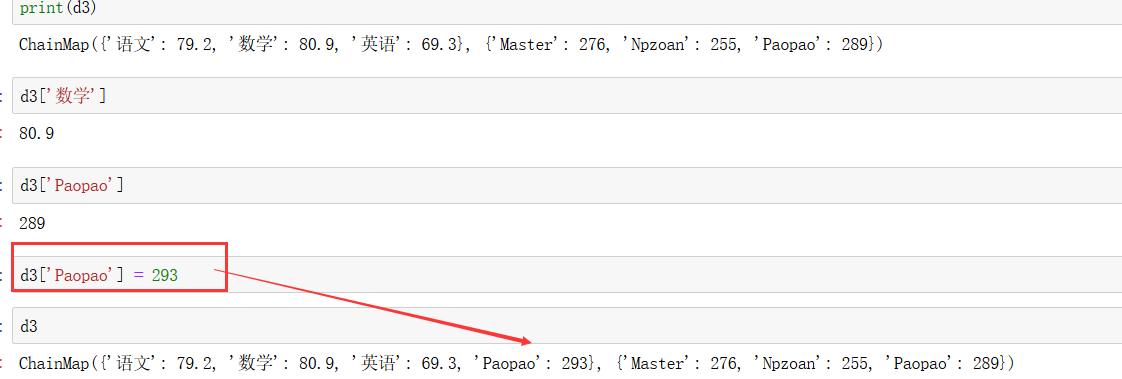 print(d3)
ChainMap({'语文': 79.2, '数学': 80.9, '英语': 69.3}, {'Master': 276, 'Npzoan': 255, 'Paopao': 289})
: d3['数学']
: 80.9
: d3['Paopao']
: 289
: d3['Paopao'] = 293
: d3
: ChainMap({'语文': 79.2, '数学': 80.9, '英语': 69.3, 'Paopao': 293}, {'Master': 276, 'Npzoan': 255, 'Paopao': 289})